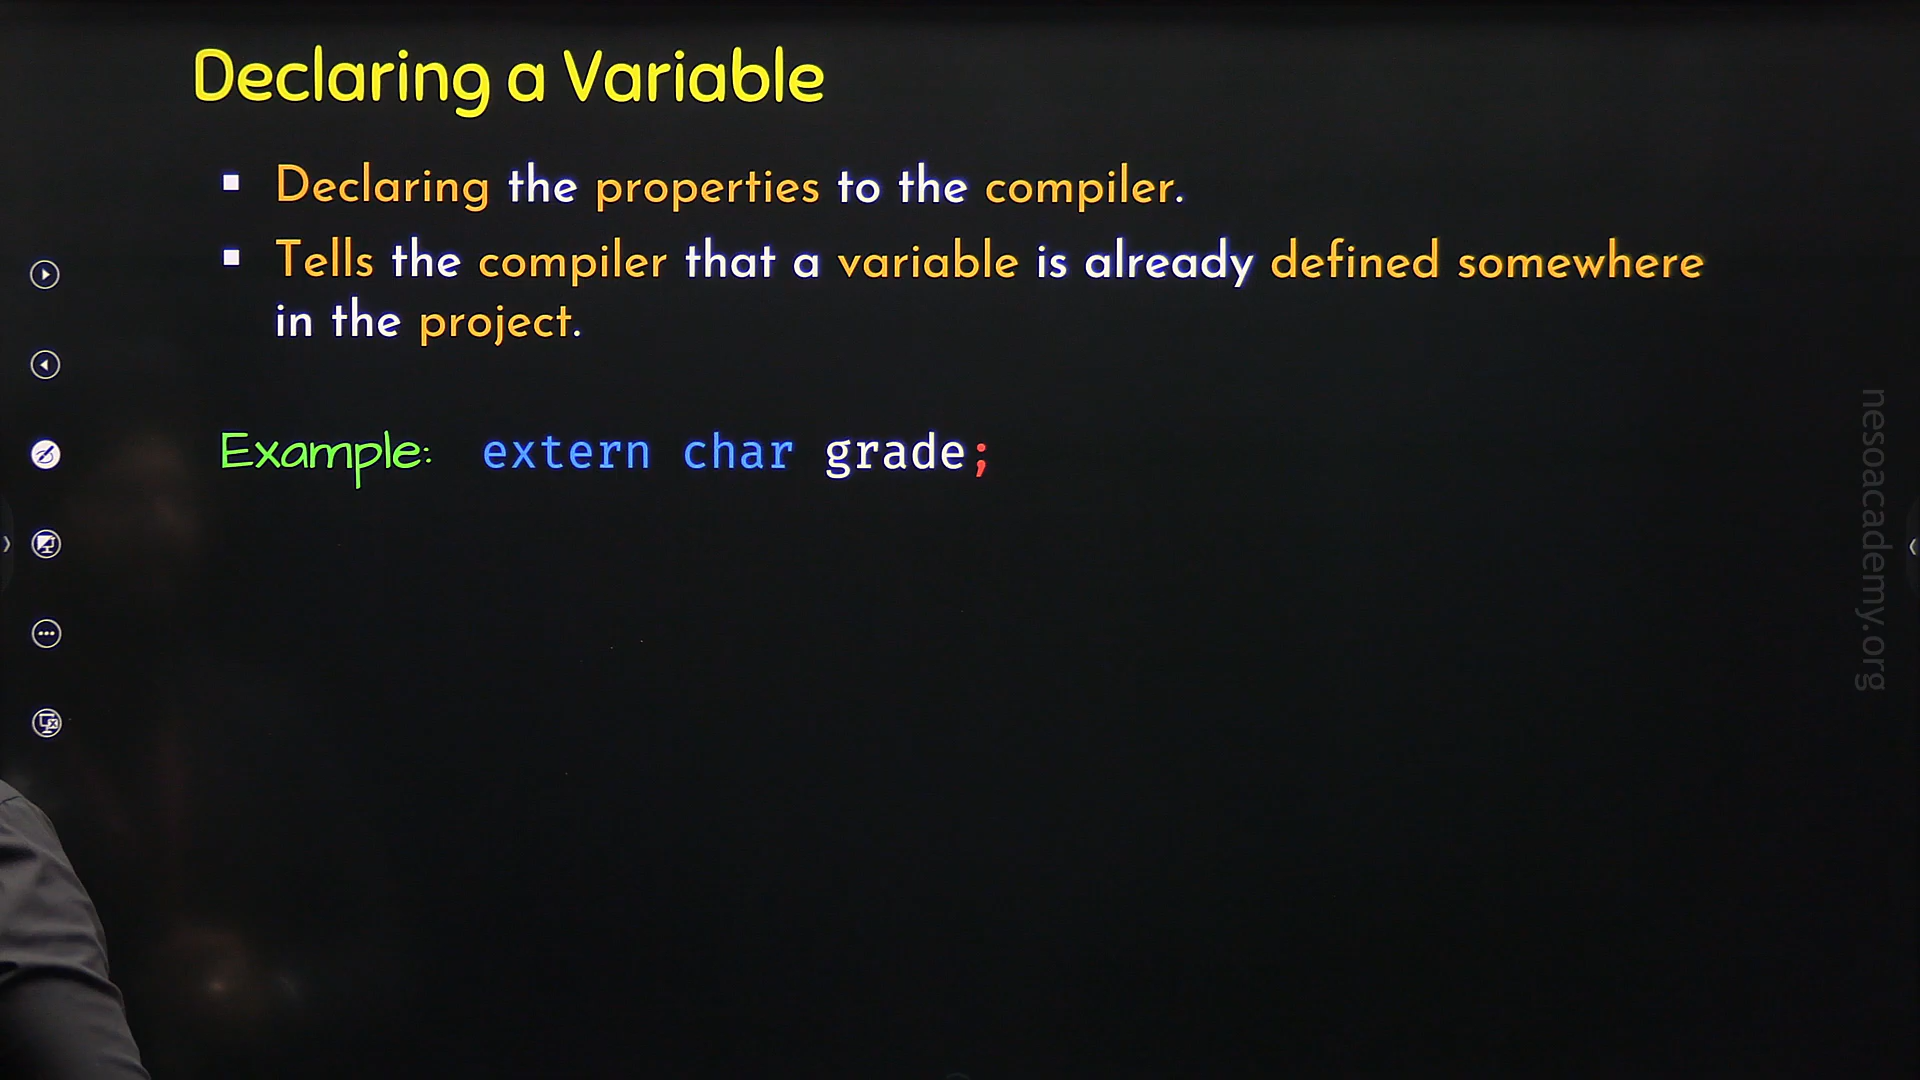 Declaring a Variable
Declaring the properties to the compiler.
Tells the compiler that a variable is already defined somewhere
in the project.
Example: extern char grade;
nesoacademy.org